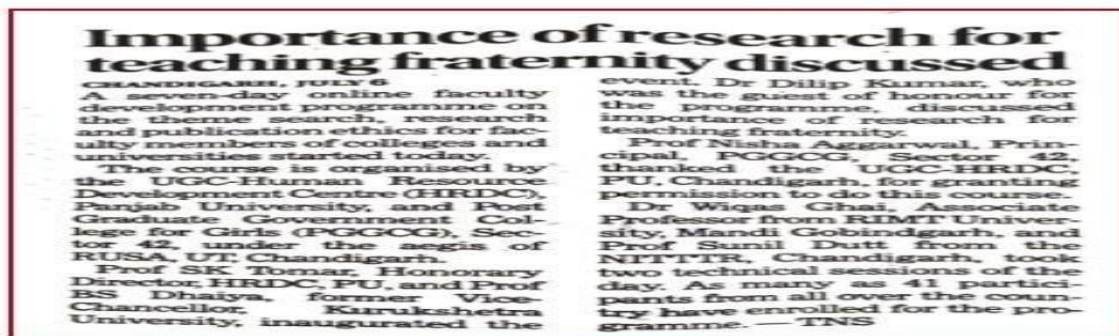 Importance of research for
teaching fraternity discussed
CHANDIGARH, JULY 6
A seven-day online faculty
development programme on
the theme search, research
and publication ethics for fac-
ulty members of colleges and
universities started today.
The course is organised by
the UGC-Human Resource
Development Centre (HRDC),
Panjab University, and Post
Graduate Government Col-
lege for Girls (PGGCG), Sec-
tor 42, under the aegis of
RUSA, UT, Chandigarh.
Prof SK Tomar, Honorary
Director, HRDC, PU, and Prof
BS Dhaiya, former Vice-
Chancellor, Kurukshetra
University, inaugurated the
event. Dr Dilip Kumar, who
was the guest of honour for
the programme, discussed
importance of research for
teaching fraternity.
Prof Nisha Aggarwal, Prin-
cipal, PGGCG, Sector 42,
thanked the UGC-HRDC,
PU, Chandigarh, for granting
permission to do this course.
Dr Wiqus Ghai, Associate
Professor from RIMT Univer-
sity, Mandi Gobindgarh, and
Prof Sunil Dutt from the
NITTTR, Chandigarh, took
two technical sessions of the
day. As many as 41 partici-
pants from all over the coun-
try have enrolled for the pro-
gramme. — TNS